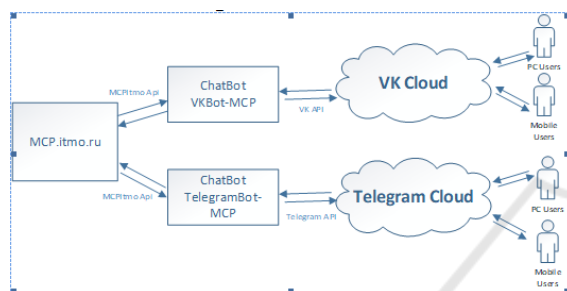 MCPitmo Api
ChatBot
VKBot-MCP
VK API
VK Cloud
PC Users
Mobile
Users
MCP.itmo.ru
MCPitmo Api
ChatBot
TelegramBot-
MCP
Telegram API
Telegram Cloud
PC Users
Mobile
Users